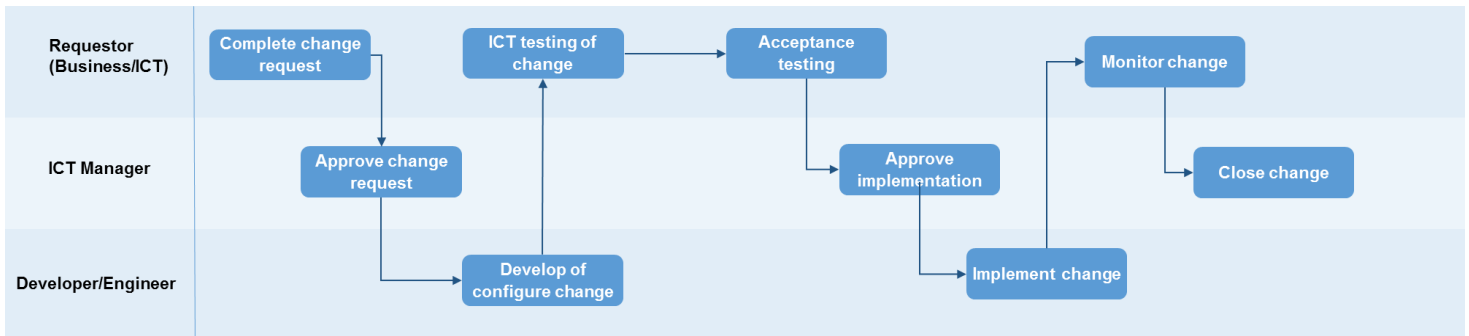 Requestor
(Business/ICT)
Complete change
request
ICT testing of
change
Acceptance
testing
Monitor change
ICT Manager
Approve change
request
Approve
implementation
Close change
Developer/Engineer
Develop of
configure change
Implement change